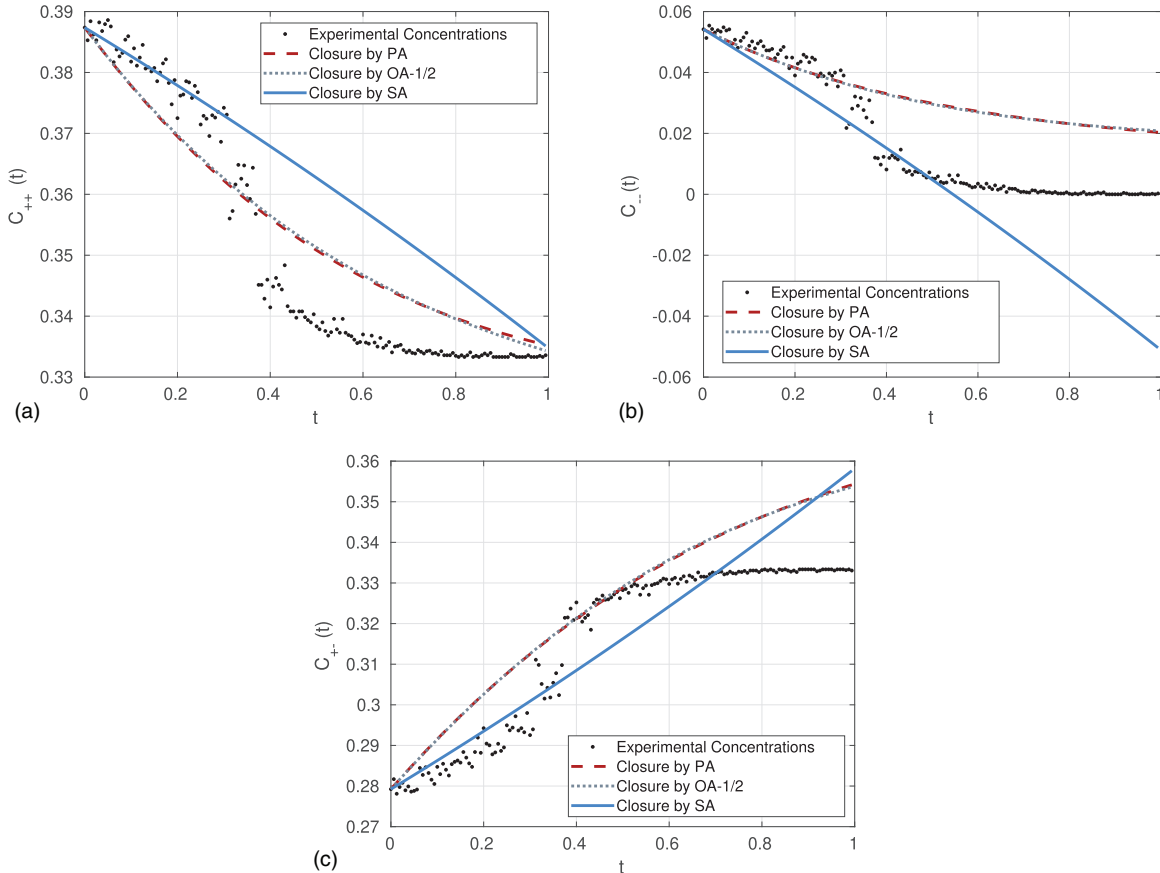 0.39
0.38
0.37
0.36
0.35
0.34
0.33
C++ (t)
Experimental Concentrations
Closure by PA
Closure by OA-1/2
Closure by SA
0 0.2 0.4 0.6 0.8 1
t
(a)
0.06
0.04
0.02
0
-0.02
-0.04
-0.06
C-- (t)
Experimental Concentrations
Closure by PA
Closure by OA-1/2
Closure by SA
0 0.2 0.4 0.6 0.8 1
t
(b)
0.36
0.35
0.34
0.33
0.32
0.31
0.3
0.29
0.28
0.27
C+- (t)
Experimental Concentrations
Closure by PA
Closure by OA-1/2
Closure by SA
0 0.2 0.4 0.6 0.8 1
t
(c)